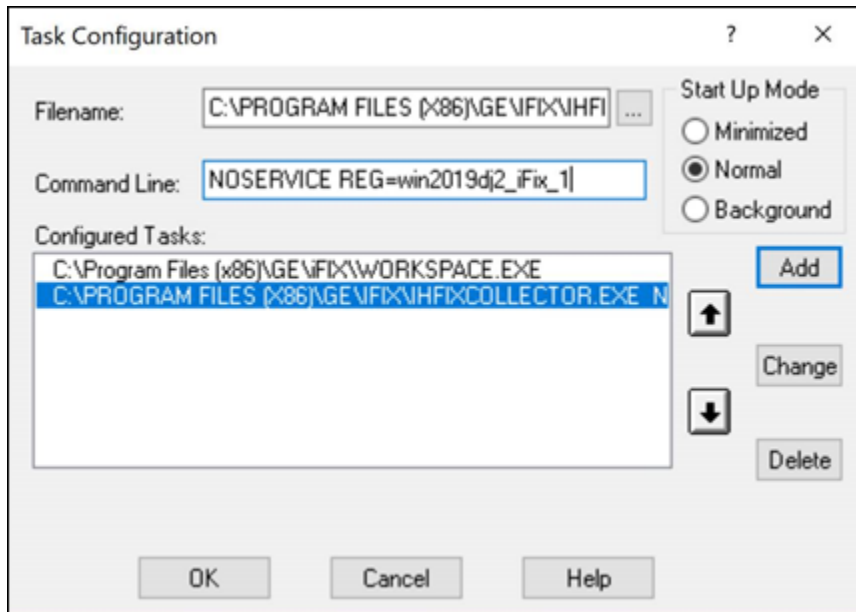 Task Configuration
?
Filename:
C:\PROGRAM FILES (X86)\GE\IFIX\IHFI
...
Start Up Mode
Minimized
Normal
Background
Command Line:
NOSERVICE REG=win2019dj2_iFix_1
Configured Tasks:
C:\Program Files (x86)\GE\iFIX\WORKSPACE.EXE
C:\PROGRAM FILES (X86)\GE\IFIX\IHFIXCOLLECTOR.EXE N
Add
Change
Delete
OK
Cancel
Help